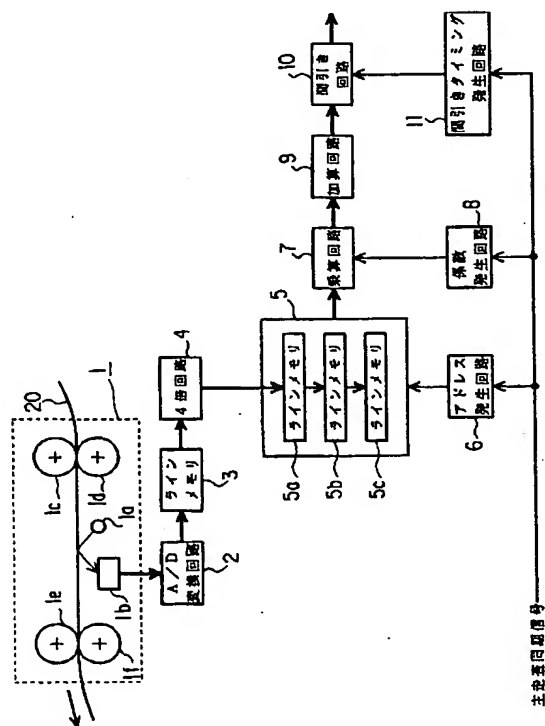 20
1
1c
1d
1a
1e
1f
1b
A/D
変換回路
2
ライン
メモリ
3
4倍回路
4
5
ラインメモリ
5a
ラインメモリ
5b
ラインメモリ
5c
アドレス
発生回路
6
乗算回路
7
係数
発生回路
8
加算回路
9
間引き
回路
10
間引きタイミング
発生回路
11
主走査同期信号